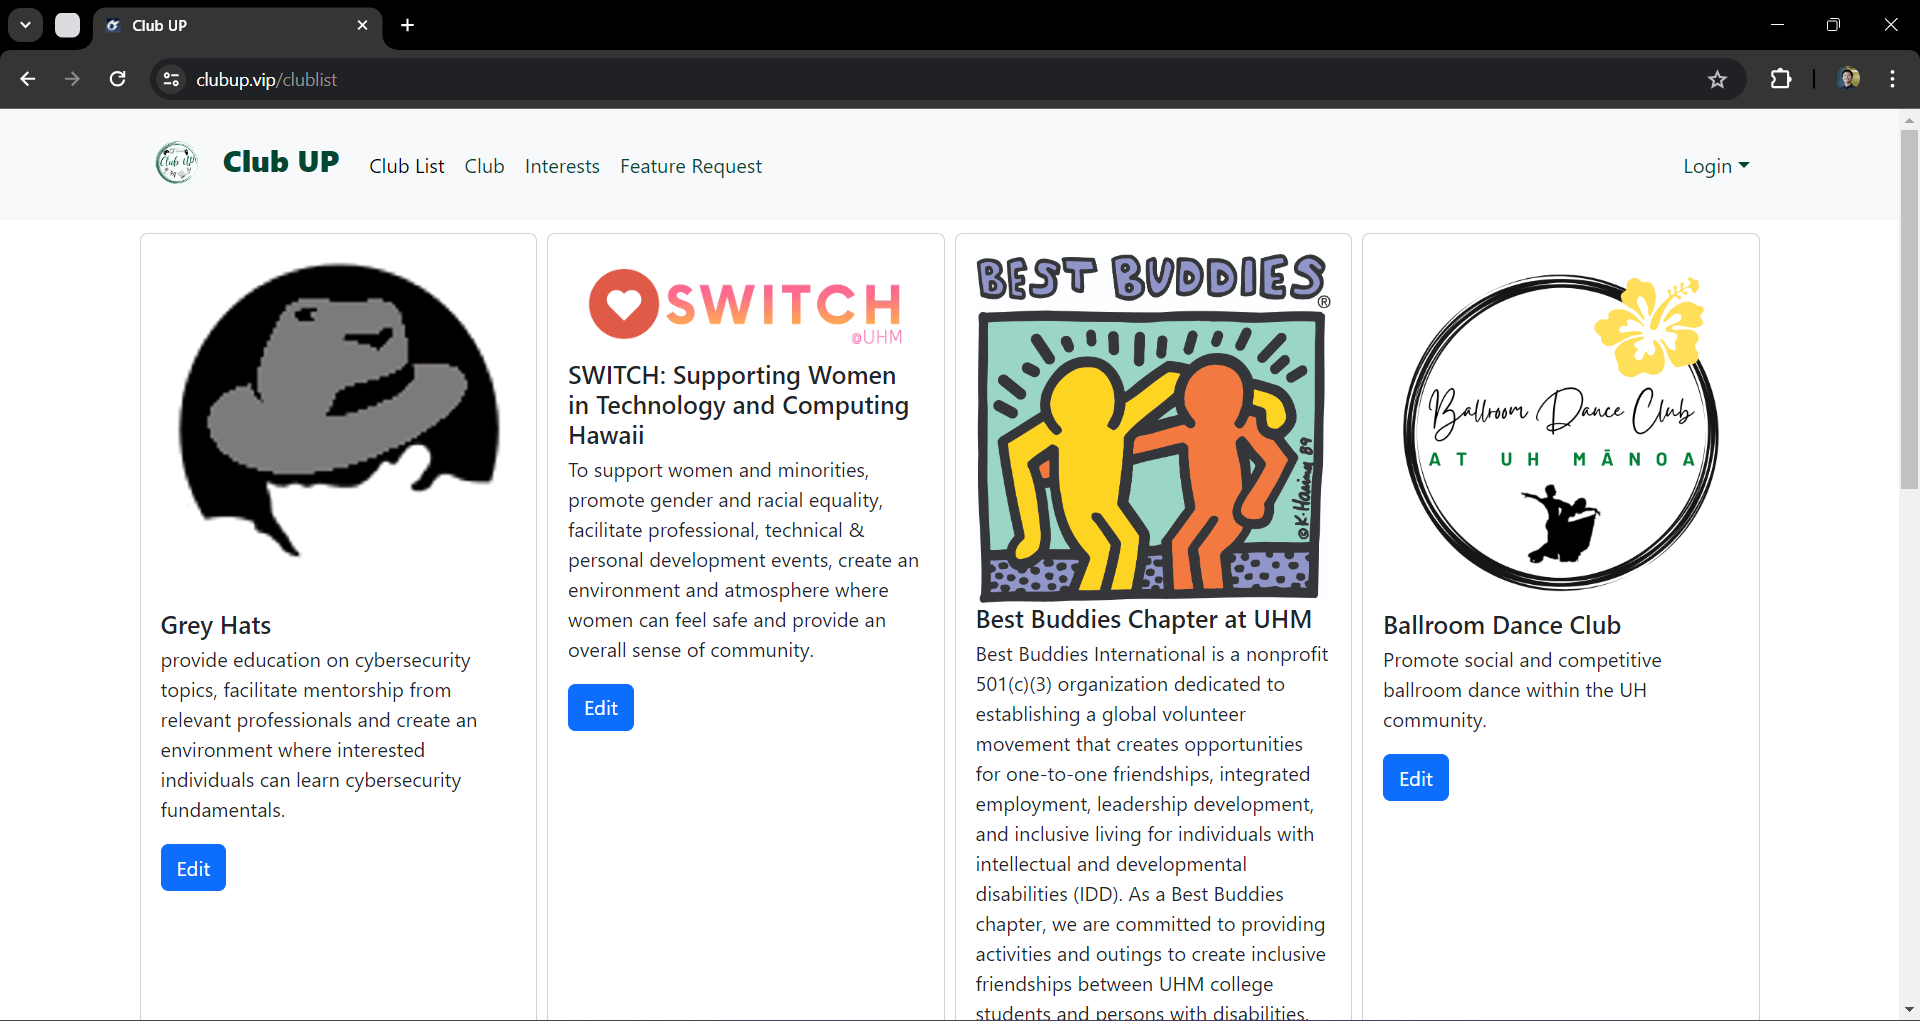 Club UP
clubup.vip/clublist
Club UP
Club UP Club List Club Interests Feature Request Login
Grey Hats
provide education on cybersecurity
topics, facilitate mentorship from
relevant professionals and create an
environment where interested
individuals can learn cybersecurity
fundamentals.
Edit
SWITCH
@UHM
SWITCH: Supporting Women
in Technology and Computing
Hawaii
To support women and minorities,
promote gender and racial equality,
facilitate professional, technical &
personal development events, create an
environment and atmosphere where
women can feel safe and provide an
overall sense of community.
Edit
BEST BUDDIES®
©K·Haring 89
Best Buddies Chapter at UHM
Best Buddies International is a nonprofit
501(c)(3) organization dedicated to
establishing a global volunteer
movement that creates opportunities
for one-to-one friendships, integrated
employment, leadership development,
and inclusive living for individuals with
intellectual and developmental
disabilities (IDD). As a Best Buddies
chapter, we are committed to providing
activities and outings to create inclusive
friendships between UHM college
students and persons with disabilities.
Ballroom Dance Club
AT UH MĀNOA
Ballroom Dance Club
Promote social and competitive
ballroom dance within the UH
community.
Edit